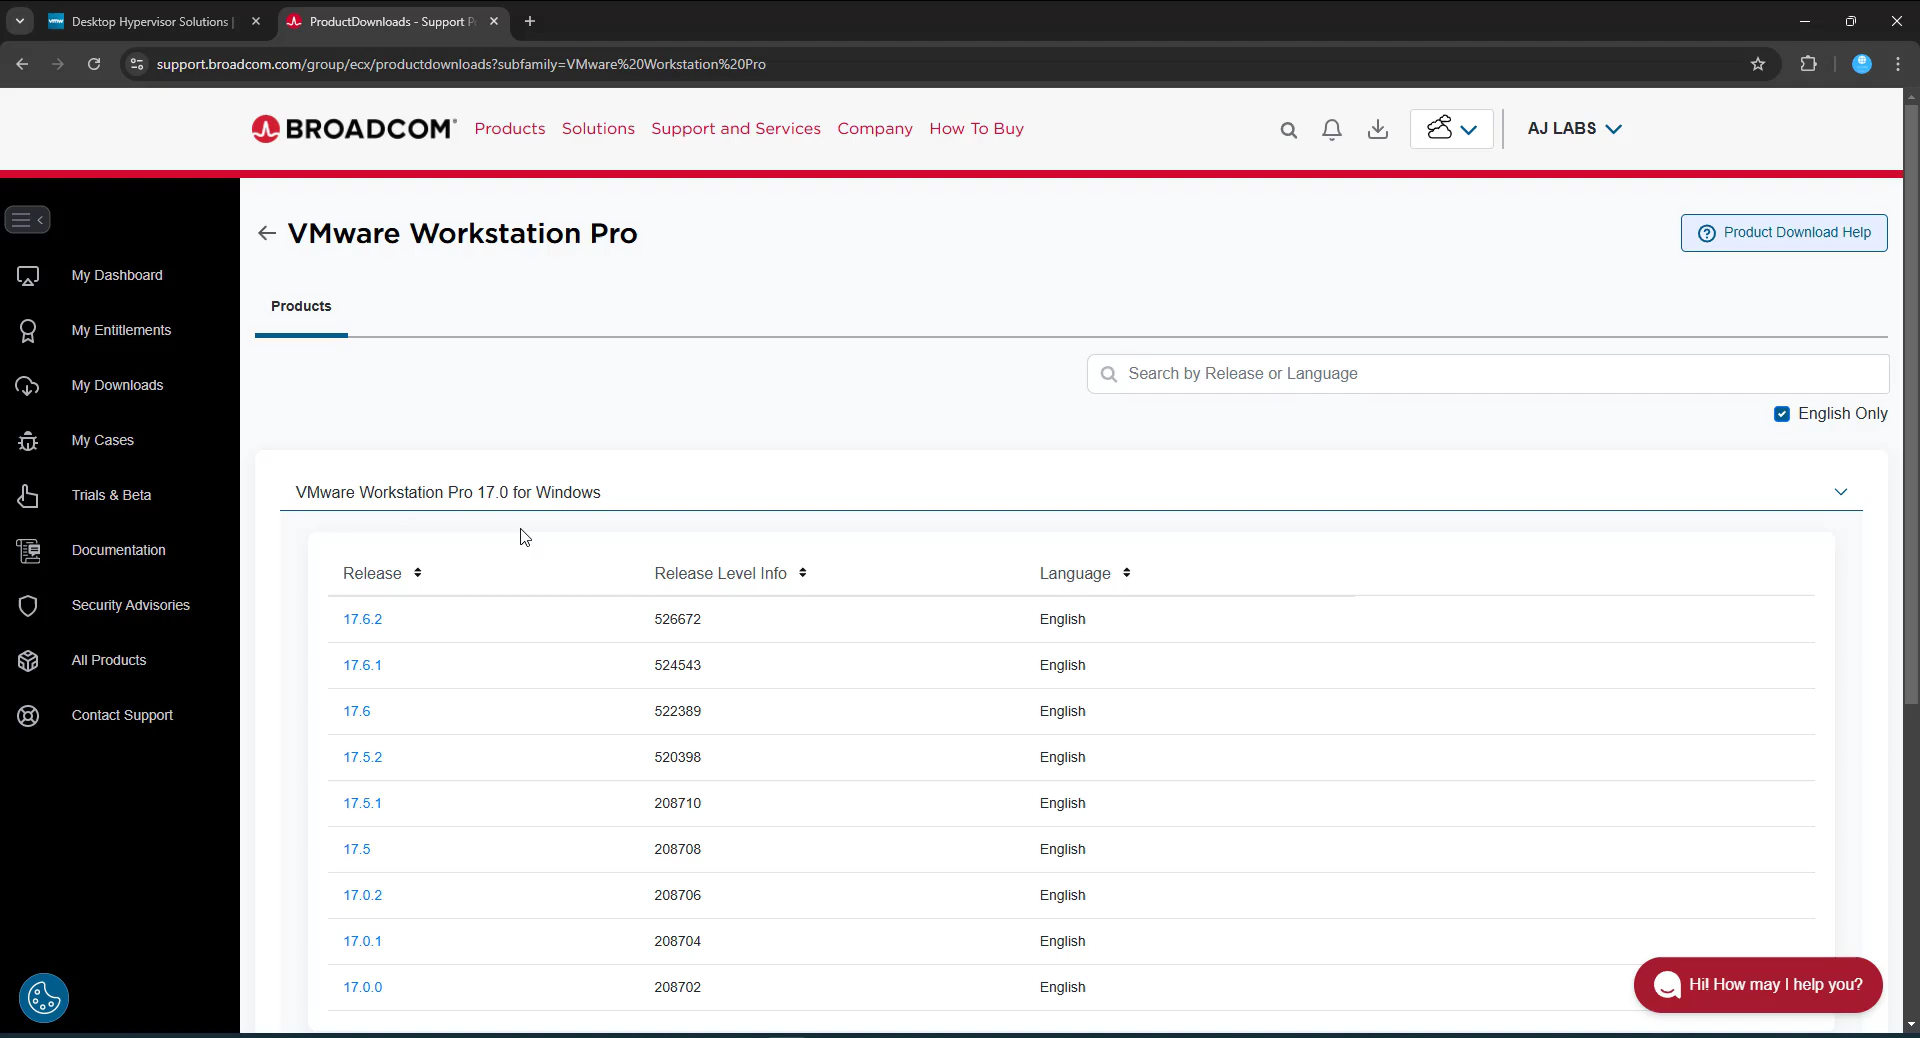 vmw Desktop Hypervisor Solutions |
ProductDownloads - Support P
support.broadcom.com/group/ecx/productdownloads?subfamily=VMware%20Workstation%20Pro
BROADCOM Products Solutions Support and Services Company How To Buy
AJ LABS
VMware Workstation Pro
Product Download Help
My Dashboard
My Entitlements
My Downloads
My Cases
Trials & Beta
Documentation
Security Advisories
All Products
Contact Support
Products
Search by Release or Language
English Only
VMware Workstation Pro 17.0 for Windows
Release Release Level Info Language
17.6.2 526672 English
17.6.1 524543 English
17.6 522389 English
17.5.2 520398 English
17.5.1 208710 English
17.5 208708 English
17.0.2 208706 English
17.0.1 208704 English
17.0.0 208702 English
Hi! How may I help you?